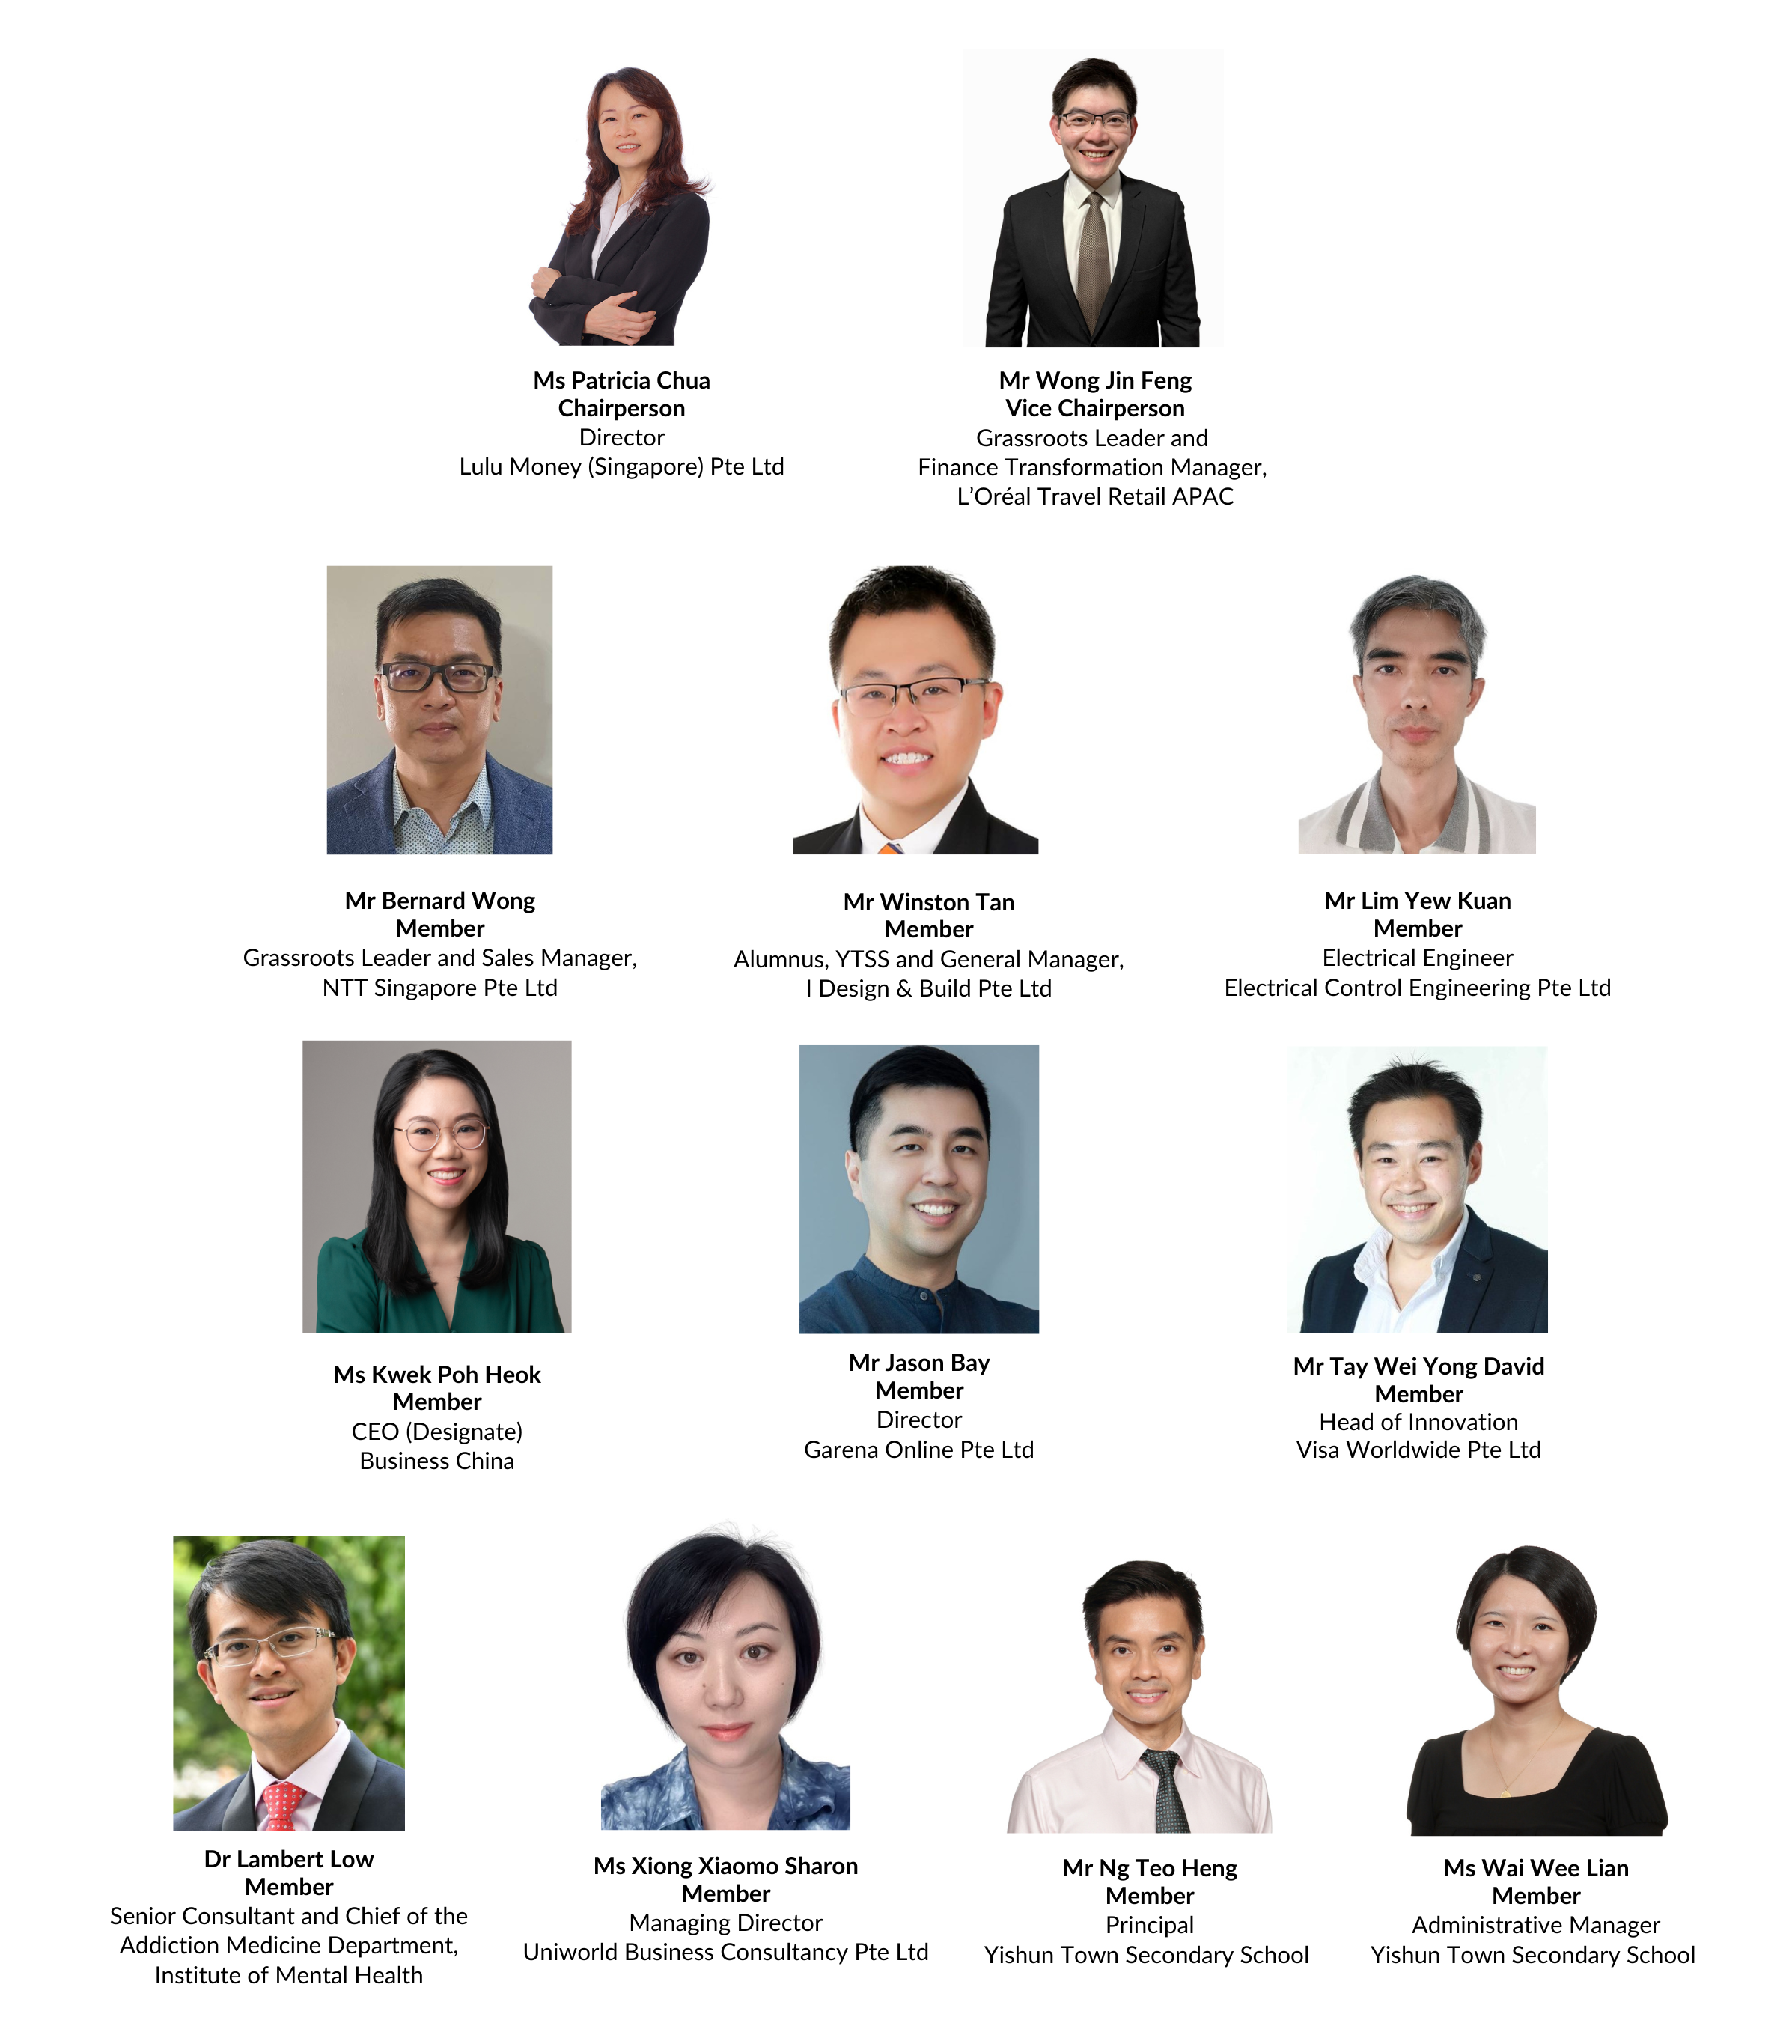 Ms Patricia Chua
Chairperson
Director
Lulu Money (Singapore) Pte Ltd
Mr Wong Jin Feng
Vice Chairperson
Grassroots Leader and
Finance Transformation Manager,
L’Oréal Travel Retail APAC
Mr Bernard Wong
Member
Grassroots Leader and Sales Manager,
NTT Singapore Pte Ltd
Mr Winston Tan
Member
Alumnus, YTSS and General Manager,
I Design & Build Pte Ltd
Mr Lim Yew Kuan
Member
Electrical Engineer
Electrical Control Engineering Pte Ltd
Ms Kwek Poh Heok
Member
CEO (Designate)
Business China
Mr Jason Bay
Member
Director
Garena Online Pte Ltd
Mr Tay Wei Yong David
Member
Head of Innovation
Visa Worldwide Pte Ltd
Dr Lambert Low
Member
Senior Consultant and Chief of the
Addiction Medicine Department,
Institute of Mental Health
Ms Xiong Xiaomo Sharon
Member
Managing Director
Uniworld Business Consultancy Pte Ltd
Mr Ng Teo Heng
Member
Principal
Yishun Town Secondary School
Ms Wai Wee Lian
Member
Administrative Manager
Yishun Town Secondary School